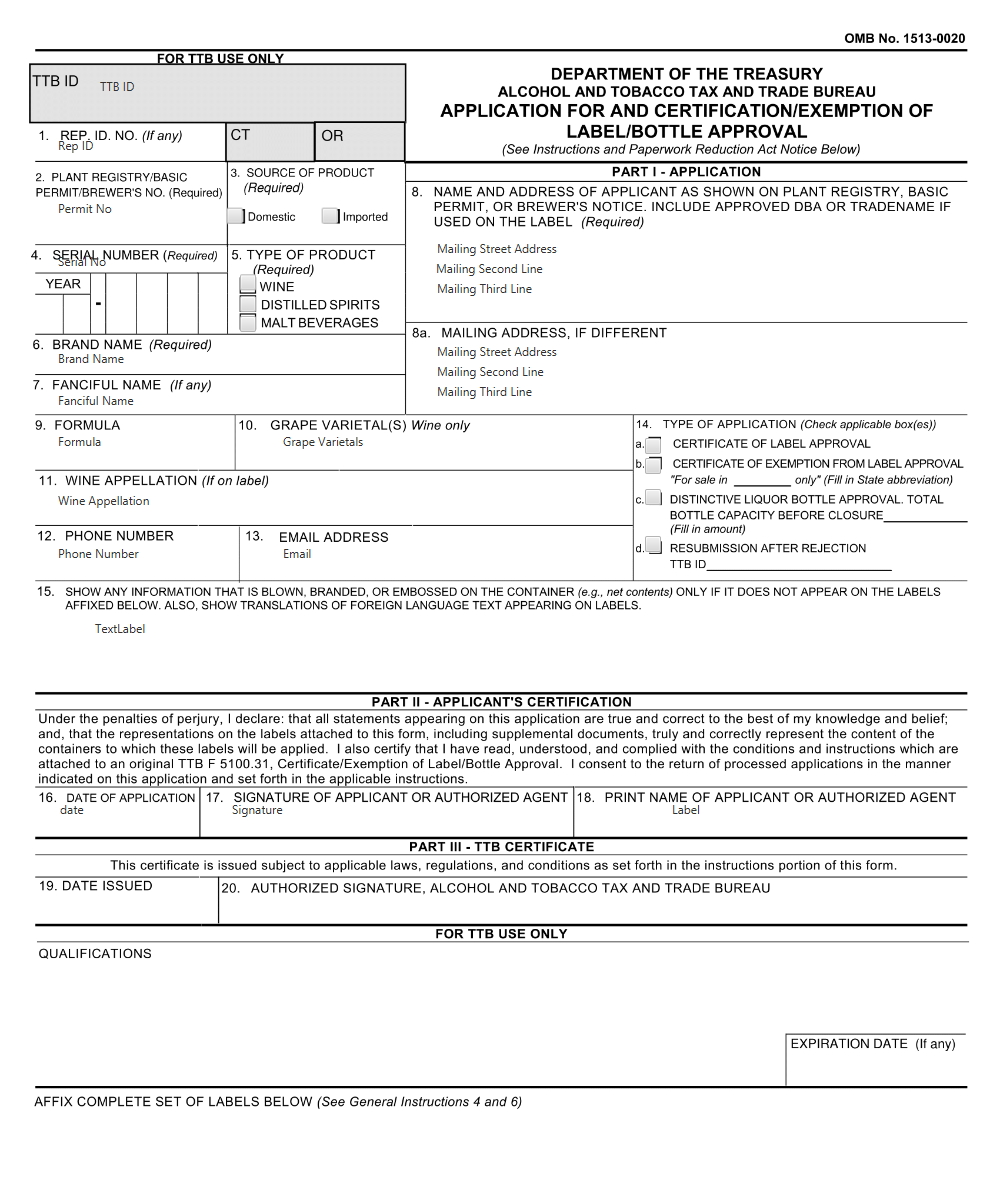 OMB No. 1513-0020
FOR TTB USE ONLY
TTB ID
TTB ID
DEPARTMENT OF THE TREASURY
ALCOHOL AND TOBACCO TAX AND TRADE BUREAU
APPLICATION FOR AND CERTIFICATION/EXEMPTION OF
LABEL/BOTTLE APPROVAL
(See Instructions and Paperwork Reduction Act Notice Below)
1. REP. ID. NO. (If any)
Rep ID
CT
OR
PART I - APPLICATION
2. PLANT REGISTRY/BASIC
PERMIT/BREWER'S NO. (Required)
Permit No
3. SOURCE OF PRODUCT
(Required)
Domestic
Imported
8. NAME AND ADDRESS OF APPLICANT AS SHOWN ON PLANT REGISTRY, BASIC
PERMIT, OR BREWER'S NOTICE. INCLUDE APPROVED DBA OR TRADENAME IF
USED ON THE LABEL (Required)
Mailing Street Address
Mailing Second Line
Mailing Third Line
4. SERIAL NUMBER (Required)
Serial No
YEAR
-
5. TYPE OF PRODUCT
(Required)
WINE
DISTILLED SPIRITS
MALT BEVERAGES
8a. MAILING ADDRESS, IF DIFFERENT
Mailing Street Address
Mailing Second Line
Mailing Third Line
6. BRAND NAME (Required)
Brand Name
7. FANCIFUL NAME (If any)
Fanciful Name
9. FORMULA
Formula
10. GRAPE VARIETAL(S) Wine only
Grape Varietals
14. TYPE OF APPLICATION (Check applicable box(es))
a. CERTIFICATE OF LABEL APPROVAL
b. CERTIFICATE OF EXEMPTION FROM LABEL APPROVAL
"For sale in ________ only" (Fill in State abbreviation)
c. DISTINCTIVE LIQUOR BOTTLE APPROVAL. TOTAL
BOTTLE CAPACITY BEFORE CLOSURE____________
(Fill in amount)
d. RESUBMISSION AFTER REJECTION
TTB ID__________________________
11. WINE APPELLATION (If on label)
Wine Appellation
12. PHONE NUMBER
Phone Number
13. EMAIL ADDRESS
Email
15. SHOW ANY INFORMATION THAT IS BLOWN, BRANDED, OR EMBOSSED ON THE CONTAINER (e.g., net contents) ONLY IF IT DOES NOT APPEAR ON THE LABELS
AFFIXED BELOW. ALSO, SHOW TRANSLATIONS OF FOREIGN LANGUAGE TEXT APPEARING ON LABELS.
TextLabel
PART II - APPLICANT'S CERTIFICATION
Under the penalties of perjury, I declare: that all statements appearing on this application are true and correct to the best of my knowledge and belief;
and, that the representations on the labels attached to this form, including supplemental documents, truly and correctly represent the content of the
containers to which these labels will be applied. I also certify that I have read, understood, and complied with the conditions and instructions which are
attached to an original TTB F 5100.31, Certificate/Exemption of Label/Bottle Approval. I consent to the return of processed applications in the manner
indicated on this application and set forth in the applicable instructions.
16. DATE OF APPLICATION
date
17. SIGNATURE OF APPLICANT OR AUTHORIZED AGENT
Signature
18. PRINT NAME OF APPLICANT OR AUTHORIZED AGENT
Label
PART III - TTB CERTIFICATE
This certificate is issued subject to applicable laws, regulations, and conditions as set forth in the instructions portion of this form.
19. DATE ISSUED
20. AUTHORIZED SIGNATURE, ALCOHOL AND TOBACCO TAX AND TRADE BUREAU
FOR TTB USE ONLY
QUALIFICATIONS
EXPIRATION DATE (If any)
AFFIX COMPLETE SET OF LABELS BELOW (See General Instructions 4 and 6)